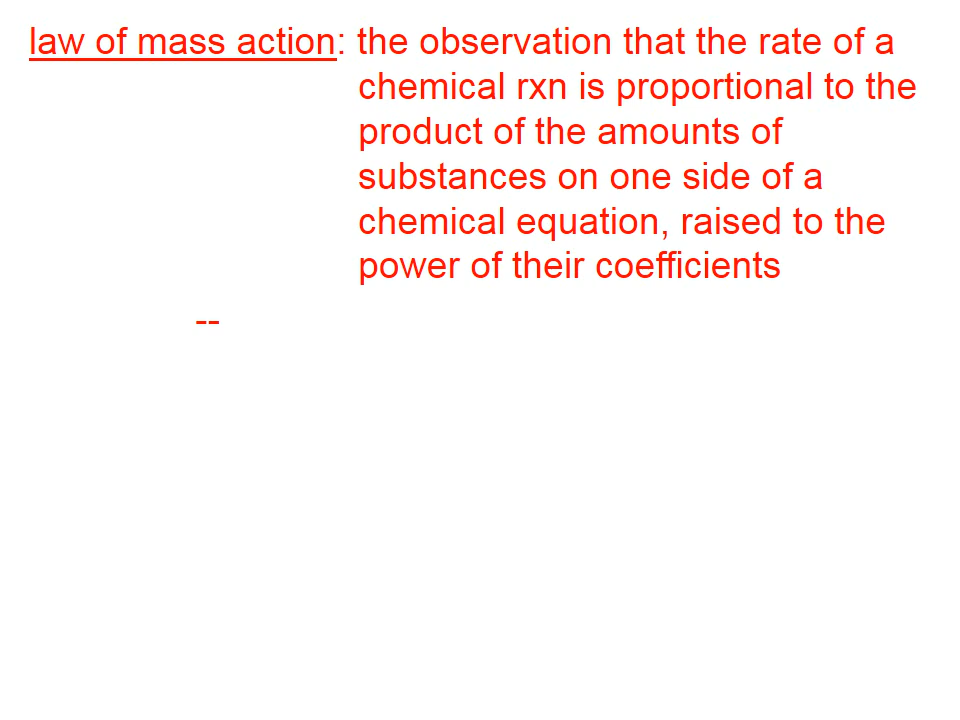 law of mass action: the observation that the rate of a
chemical rxn is proportional to the
product of the amounts of
substances on one side of a
chemical equation, raised to the
power of their coefficients
--